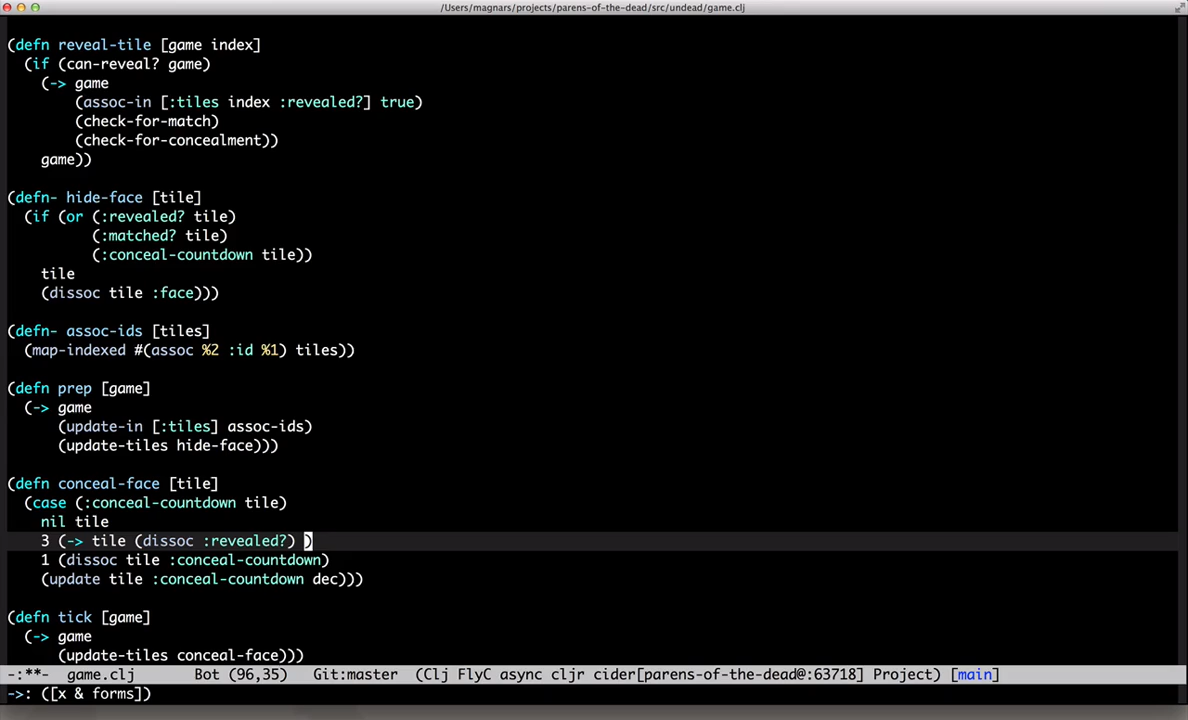 /Users/magnars/projects/parens-of-the-dead/src/undead/game.clj
(defn reveal-tile [game index]
  (if (can-reveal? game)
    (-> game
        (assoc-in [:tiles index :revealed?] true)
        (check-for-match)
        (check-for-concealment))
    game))
(defn- hide-face [tile]
  (if (or (:revealed? tile)
          (:matched? tile)
          (:conceal-countdown tile))
    tile
    (dissoc tile :face)))
(defn- assoc-ids [tiles]
  (map-indexed #(assoc %2 :id %1) tiles))
(defn prep [game]
  (-> game
      (update-in [:tiles] assoc-ids)
      (update-tiles hide-face)))
(defn conceal-face [tile]
  (case (:conceal-countdown tile)
    nil tile
    3 (-> tile (dissoc :revealed?) )
    1 (dissoc tile :conceal-countdown)
    (update tile :conceal-countdown dec)))
(defn tick [game]
  (-> game
      (update-tiles conceal-face)))
-:**-  game.clj       Bot (96,35)    Git:master  (Clj FlyC async cljr cider[parens-of-the-dead@:63718] Project) [main]
->: ([x & forms])